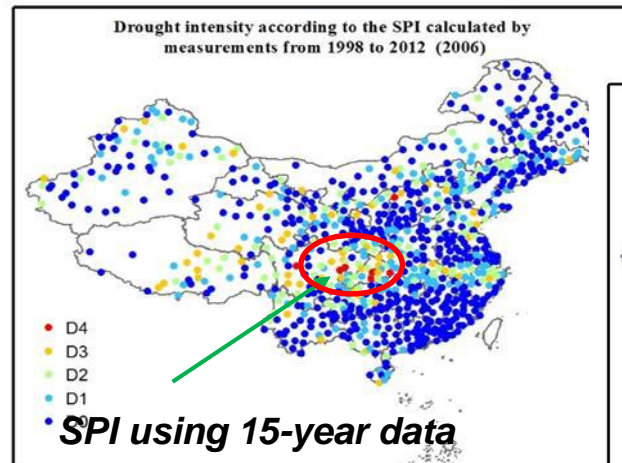 Drought intensity according to the SPI calculated by
measurements from 1998 to 2012 (2006)
D4
D3
D2
D1
D0
SPI using 15-year data